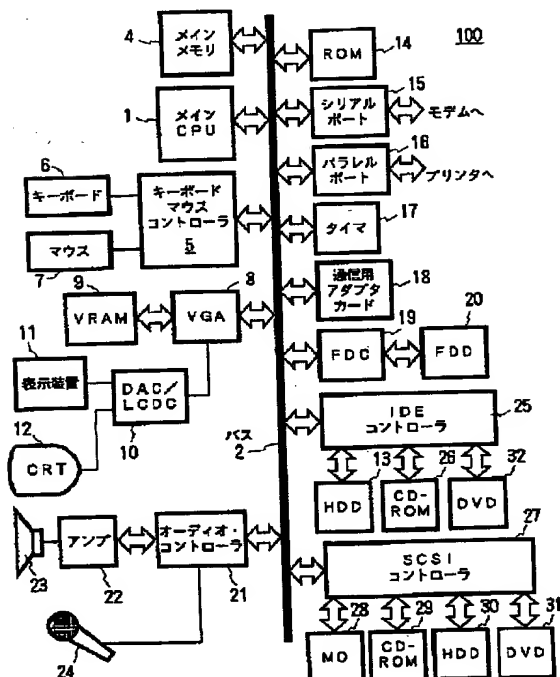 100
4
メイン
メモリ
1
メイン
CPU
6
キーボード
マウス
7
キーボード
マウス
コントローラ
5
9
VRAM
8
VGA
11
表示装置
DAC/
LCDC
10
12
CRT
バス
2
23
アンプ
22
オーディオ・
コントローラ
21
24
ROM
14
シリアル
ポート
15
モデムへ
パラレル
ポート
16
プリンタへ
タイマ
17
通信用
アダプタ
カード
18
19
FDC
20
FDD
IDE
コントローラ
25
HDD
13
CD-
ROM
26
DVD
32
27
SCSI
コントローラ
MO
28
CD-
ROM
29
HDD
30
DVD
31